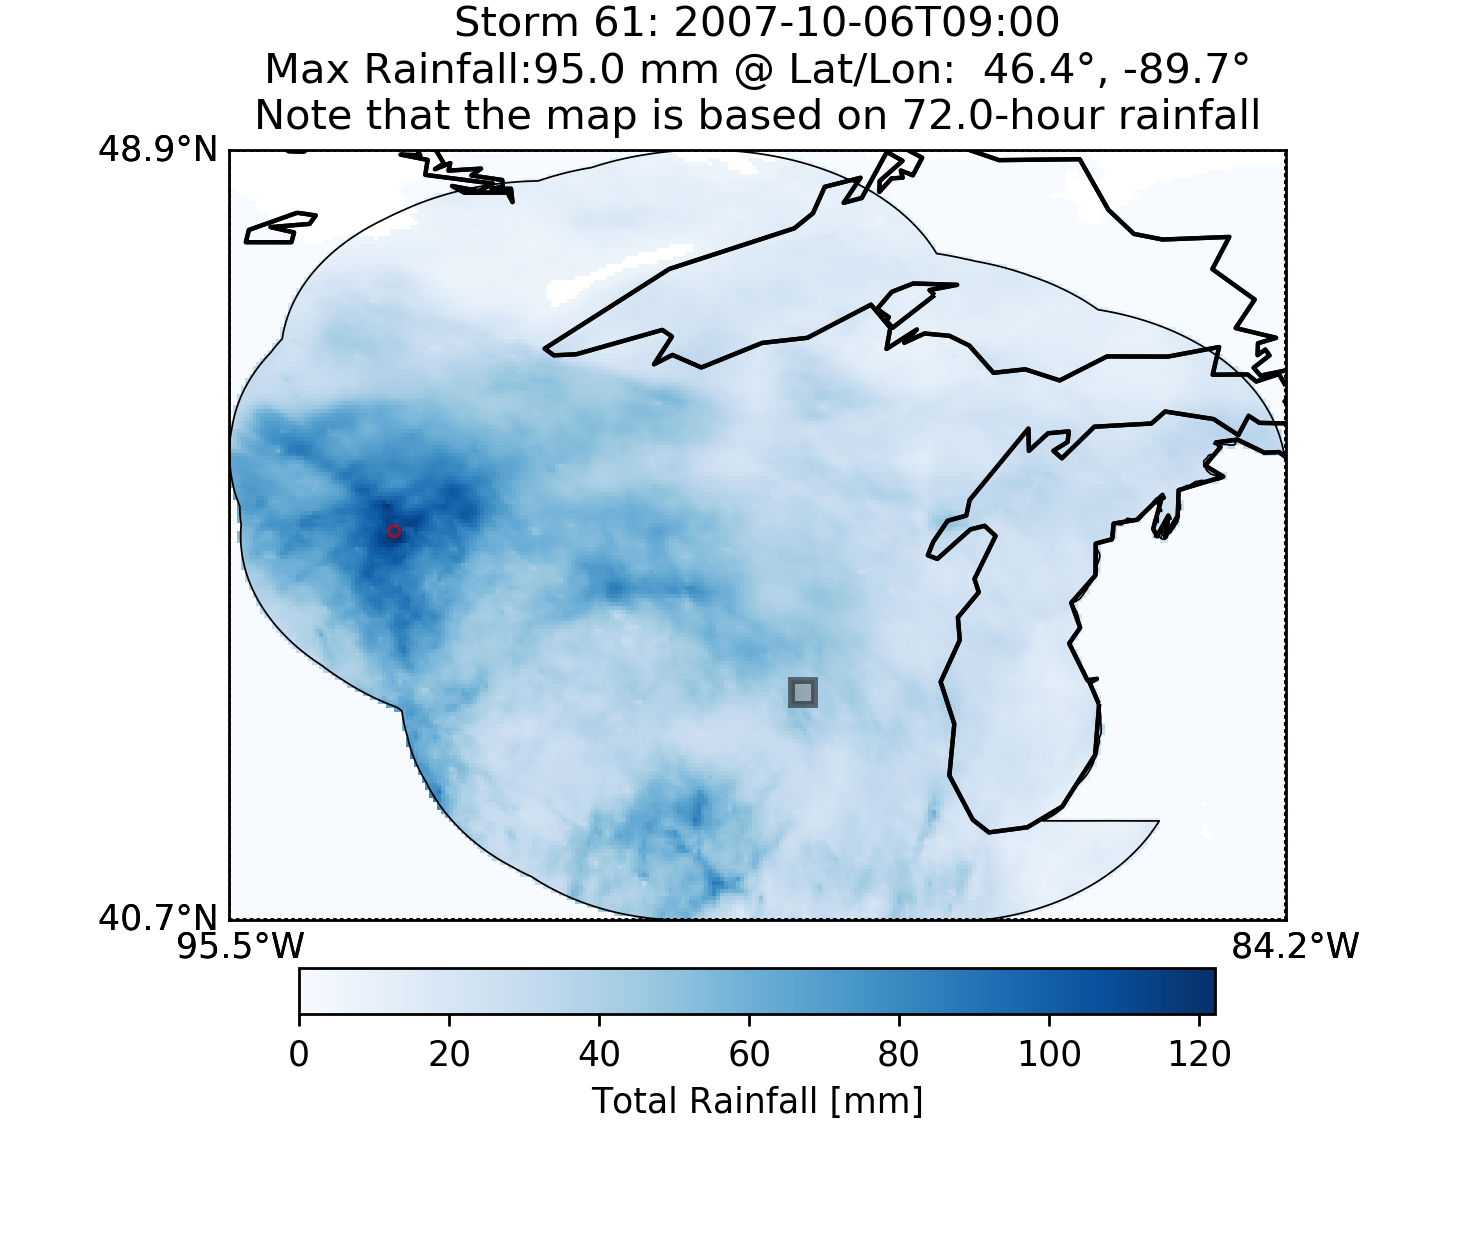 Storm 61: 2007-10-06T09:00
Max Rainfall:95.0 mm @ Lat/Lon:  46.4°, -89.7°
Note that the map is based on 72.0-hour rainfall
48.9°N
40.7°N
95.5°W 84.2°W
0 20 40 60 80 100 120
Total Rainfall [mm]